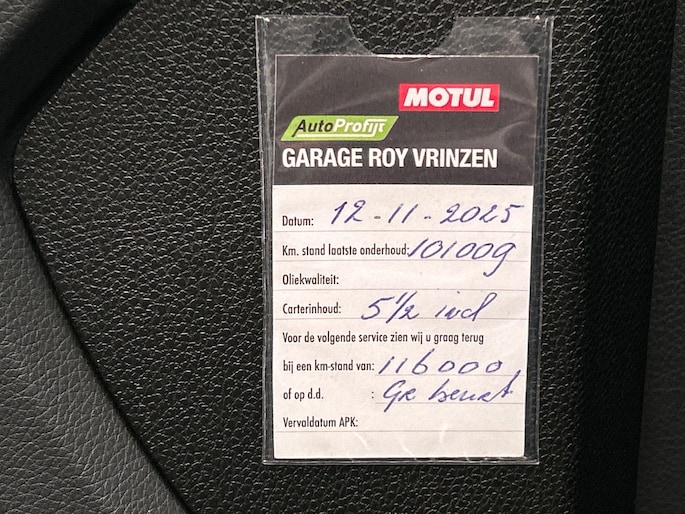 MOTUL
AutoProfijt
GARAGE ROY VRINZEN
Datum: 12-11-2025
Km. stand laatste onderhoud: 101009
Oliekwaliteit:
Carterinhoud: 5 1/2 incl
Voor de volgende service zien wij u graag terug
bij een km-stand van: 116000
of op d.d. : Gr beurt
Vervaldatum APK: